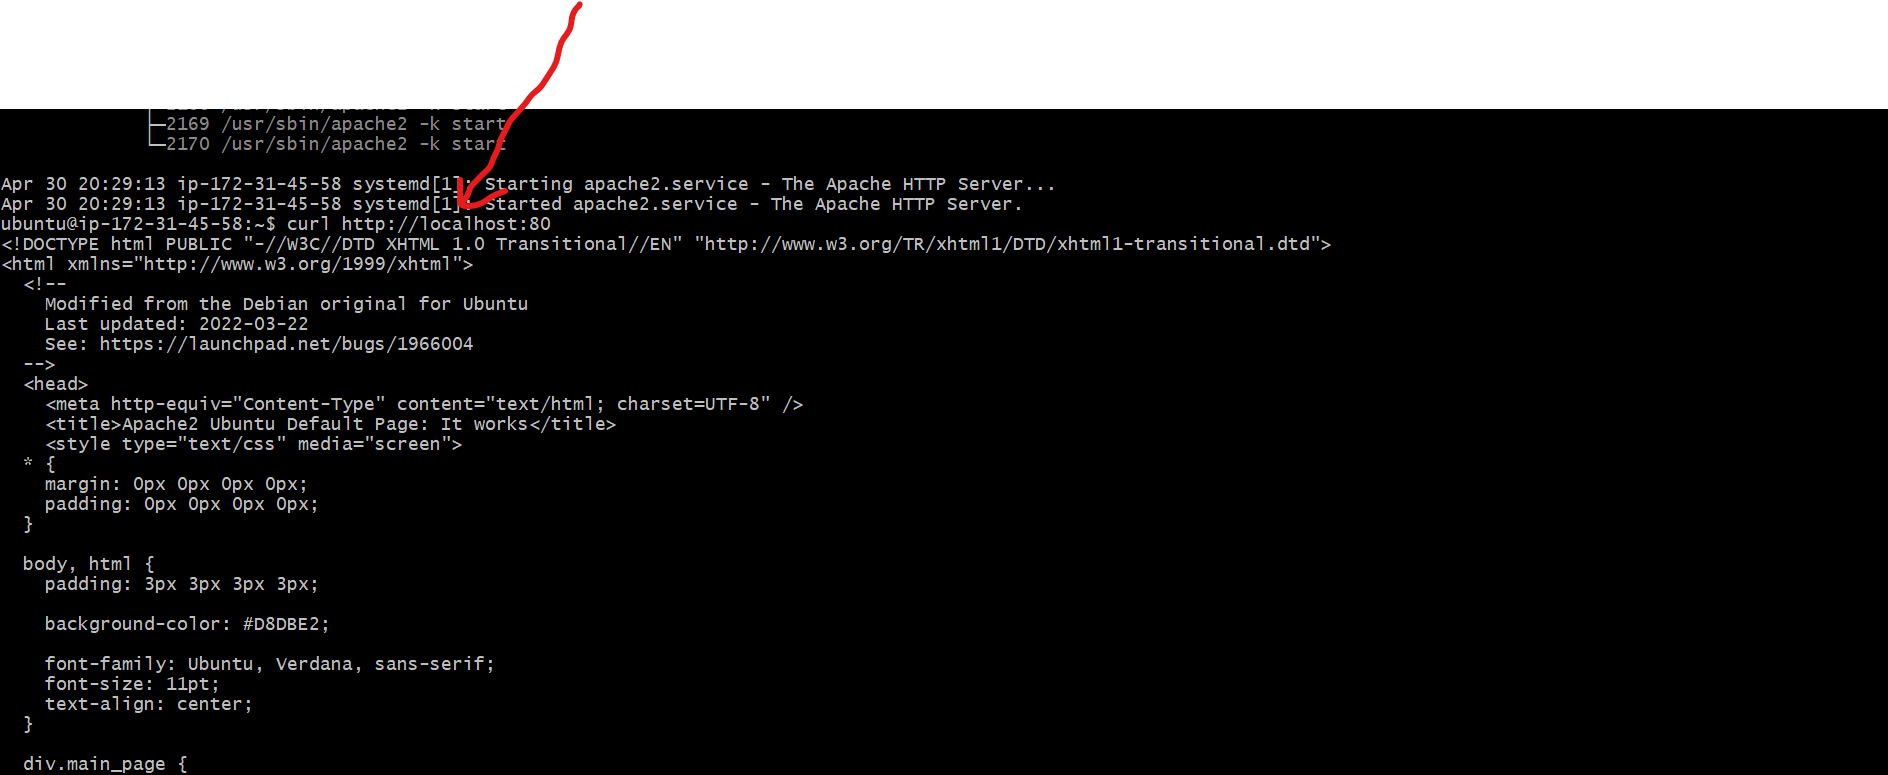 ├─2169 /usr/sbin/apache2 -k start
└─2170 /usr/sbin/apache2 -k start
Apr 30 20:29:13 ip-172-31-45-58 systemd[1]: Starting apache2.service - The Apache HTTP Server...
Apr 30 20:29:13 ip-172-31-45-58 systemd[1]: Started apache2.service - The Apache HTTP Server.
ubuntu@ip-172-31-45-58:~$ curl http://localhost:80
<!DOCTYPE html PUBLIC "-//W3C//DTD XHTML 1.0 Transitional//EN" "http://www.w3.org/TR/xhtml1/DTD/xhtml1-transitional.dtd">
<html xmlns="http://www.w3.org/1999/xhtml">
  <!--
    Modified from the Debian original for Ubuntu
    Last updated: 2022-03-22
    See: https://launchpad.net/bugs/1966004
  -->
  <head>
    <meta http-equiv="Content-Type" content="text/html; charset=UTF-8" />
    <title>Apache2 Ubuntu Default Page: It works</title>
    <style type="text/css" media="screen">
  * {
    margin: 0px 0px 0px 0px;
    padding: 0px 0px 0px 0px;
  }
  body, html {
    padding: 3px 3px 3px 3px;
    background-color: #D8DBE2;
    font-family: Ubuntu, Verdana, sans-serif;
    font-size: 11pt;
    text-align: center;
  }
  div.main_page {